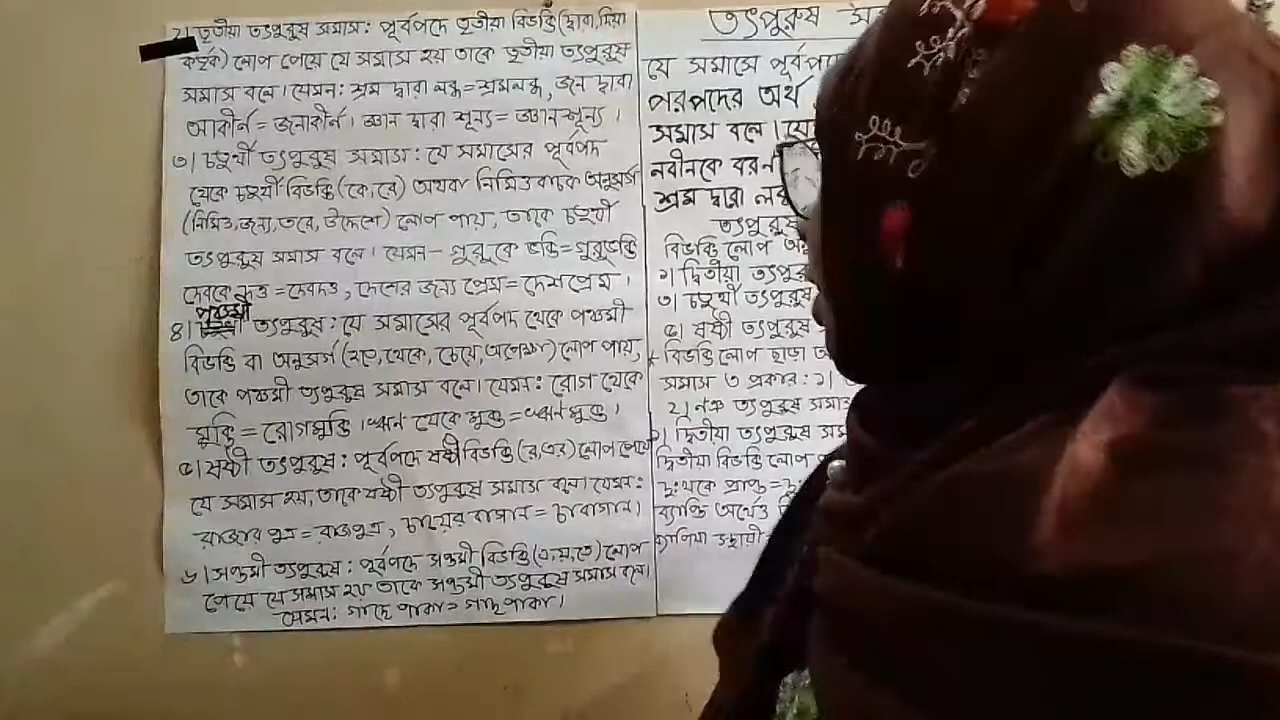 ২) তৃতীয়া তৎপুরুষ সমাস: পূর্বপদে তৃতীয়া বিভক্তি (দ্বারা, দিয়া
কর্তৃক) লোপ পেয়ে যে সমাস হয় তাকে তৃতীয়া তৎপুরুষ
সমাস বলে। যেমন: শ্রম দ্বারা লব্ধ = শ্রমলব্ধ, জন দ্বারা
আকীর্ন = জনাকীর্ন। জ্ঞান দ্বারা শূন্য = জ্ঞানশূন্য।
৩) চতুর্থী তৎপুরুষ সমাস: যে সমাসের পূর্বপদ
থেকে চতুর্থী বিভক্তি (কে, রে) অথবা নিমিত্তবাচক অনুসর্গ
(নিমিত্ত, জন্য, তরে, উদ্দেশে) লোপ পায়, তাকে চতুর্থী
তৎপুরুষ সমাস বলে। যেমন- গুরুকে ভক্তি = গুরুভক্তি
দেবকে দত্ত = দেবদত্ত, দেশের জন্য প্রেম = দেশপ্রেম।
৪। পঞ্চমী তৎপুরুষ: যে সমাসের পূর্বপদ থেকে পঞ্চমী
বিভক্তি বা অনুসর্গ (হতে, থেকে, চেয়ে, অপেক্ষা) লোপ পায়,
তাকে পঞ্চমী তৎপুরুষ সমাস বলে। যেমন: রোগ থেকে
মুক্তি = রোগমুক্তি। ঋণ থেকে মুক্ত = ঋণমুক্ত।
৫। ষষ্ঠী তৎপুরুষ: পূর্বপদে ষষ্ঠী বিভক্তি (র, এর) লোপ পেয়ে
যে সমাস হয়, তাকে ষষ্ঠী তৎপুরুষ সমাস বলে। যেমন:
রাজার পুত্র = রাজপুত্র, চায়ের বাগান = চাবাগান।
৬। সপ্তমী তৎপুরুষ: পূর্বপদে সপ্তমী বিভক্তি (এ, য়, তে) লোপ
পেয়ে যে সমাস হয় তাকে সপ্তমী তৎপুরুষ সমাস বলে।
যেমন: গাছে পাকা = গাছপাকা।
তৎপুরুষ
যে সমাসে
পরপদের অর্থ
সমাস বলে।
নবীনকে বরন
শ্রম দ্বারা
তৎপুরুষ
বিভক্তি লোপ
১। দ্বিতীয়া
৩) চতুর্থী তৎপুরুষ
৫। ষষ্ঠী তৎপুরুষ
* বিভক্তি লোপ ছাড়া
সমাস ৩ প্রকার: ১।
২) নঞ তৎপুরুষ
১। দ্বিতীয়া তৎপুরুষ
দ্বিতীয়া বিভক্তি লোপ
প্রাপ্ত =
ব্যাপ্তি অর্থেও